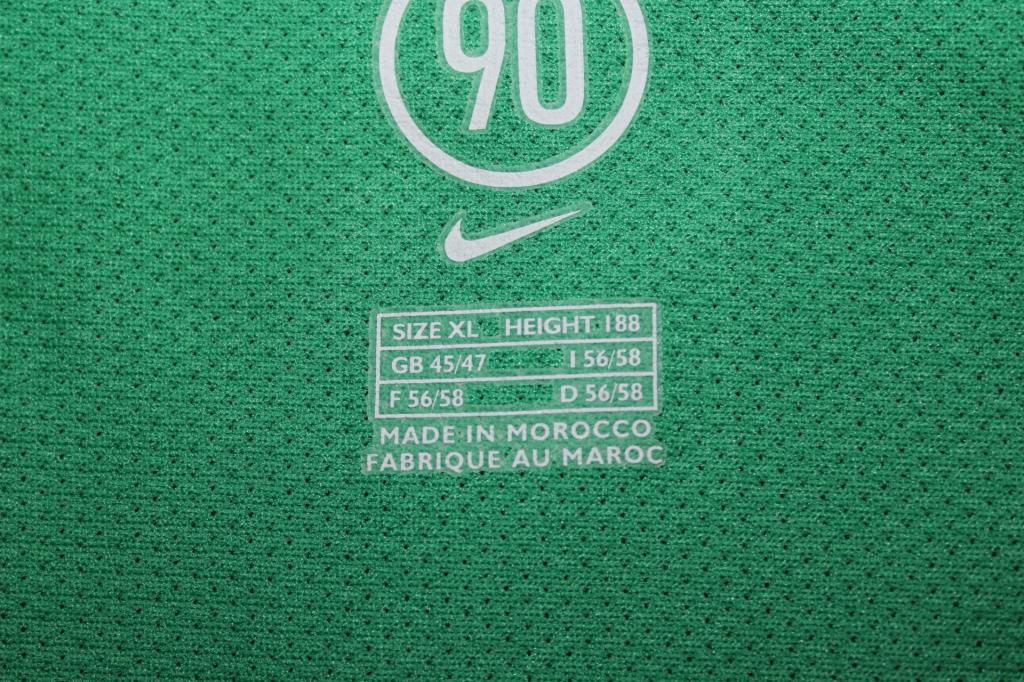 90
SIZE XL HEIGHT 188
GB 45/47 I 56/58
F 56/58 D 56/58
MADE IN MOROCCO
FABRIQUE AU MAROC